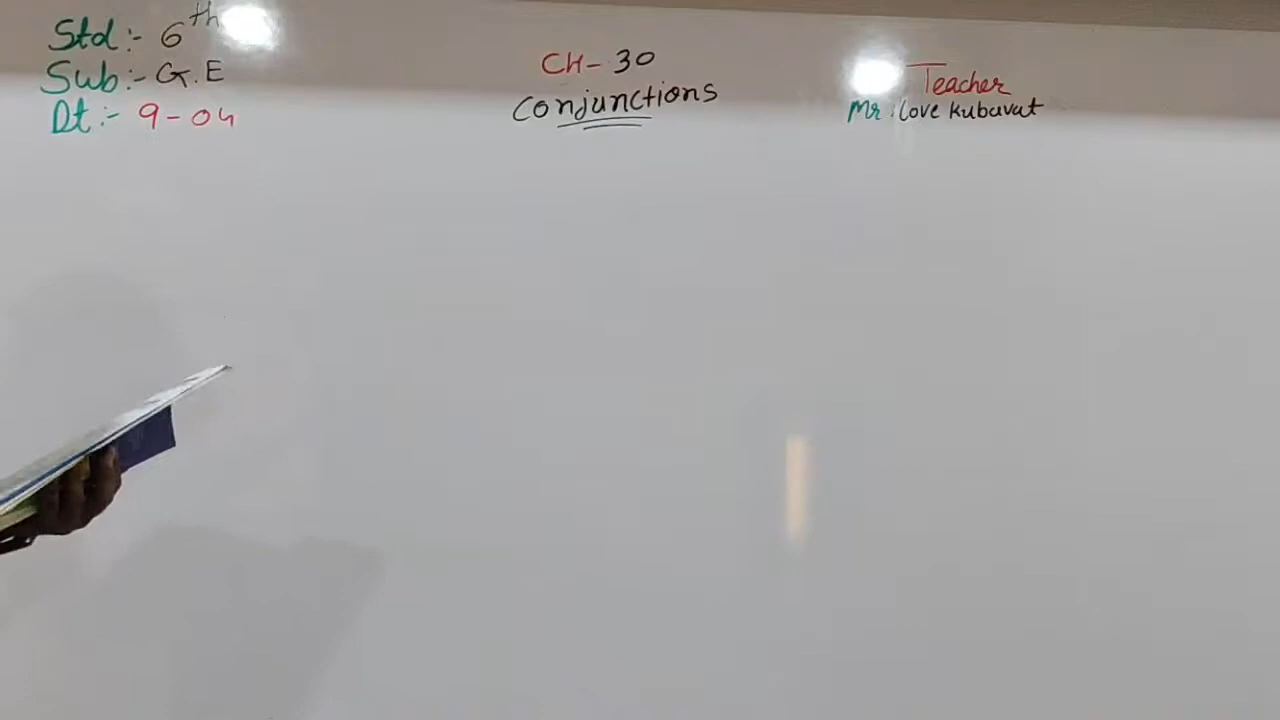 Std :- 6th
Sub :- G.E
Dt :- 9-04
CH- 30
Conjunctions
Teacher
Mr : Love Kubavat